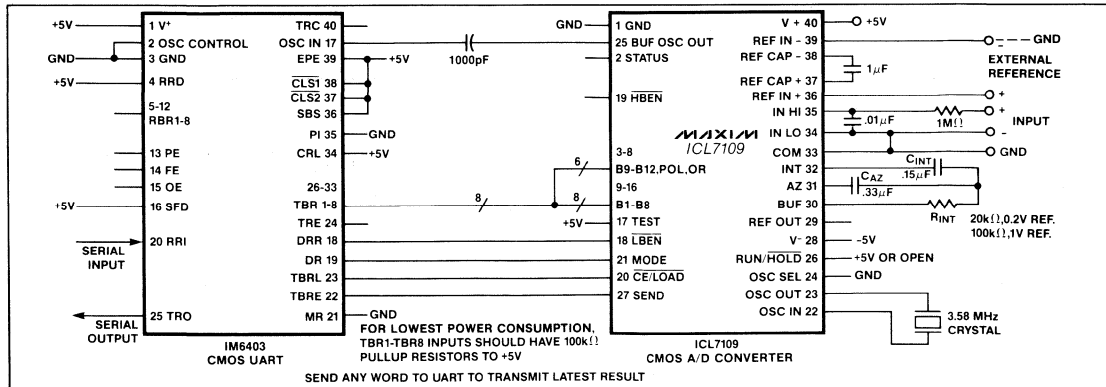 +5V
1 V+
2 OSC CONTROL
GND
3 GND
+5V
4 RRD
5-12
RBR1-8
13 PE
14 FE
15 OE
+5V
16 SFD
20 RRI
SERIAL
INPUT
25 TRO
SERIAL
OUTPUT
TRC 40
OSC IN 17
EPE 39
+5V
CLS1 38
CLS2 37
SBS 36
PI 35
GND
CRL 34
+5V
26-33
TBR 1-8
8
TRE 24
DRR 18
DR 19
TBRL 23
TBRE 22
MR 21
GND
IM6403
CMOS UART
1000pF
FOR LOWEST POWER CONSUMPTION,
TBR1-TBR8 INPUTS SHOULD HAVE 100kΩ
PULLUP RESISTORS TO +5V
SEND ANY WORD TO UART TO TRANSMIT LATEST RESULT
GND
1 GND
25 BUF OSC OUT
2 STATUS
19 HBEN
3-8
6
B9-B12,POL,OR
9-16
8
B1-B8
+5V
17 TEST
18 LBEN
21 MODE
20 CE/LOAD
27 SEND
MAXIM
ICL7109
V + 40
+5V
REF IN - 39
- GND
REF CAP - 38
EXTERNAL
REFERENCE
1µF
REF CAP + 37
REF IN + 36
+
IN HI 35
+
.01µF
1MΩ
INPUT
IN LO 34
-
COM 33
GND
INT 32
CINT
.15µF
AZ 31
CAZ
.33µF
BUF 30
RINT
20kΩ,0.2V REF.
100kΩ,1V REF.
REF OUT 29
V- 28
-5V
RUN/HOLD 26
+5V OR OPEN
OSC SEL 24
GND
OSC OUT 23
OSC IN 22
3.58 MHz
CRYSTAL
ICL7109
CMOS A/D CONVERTER